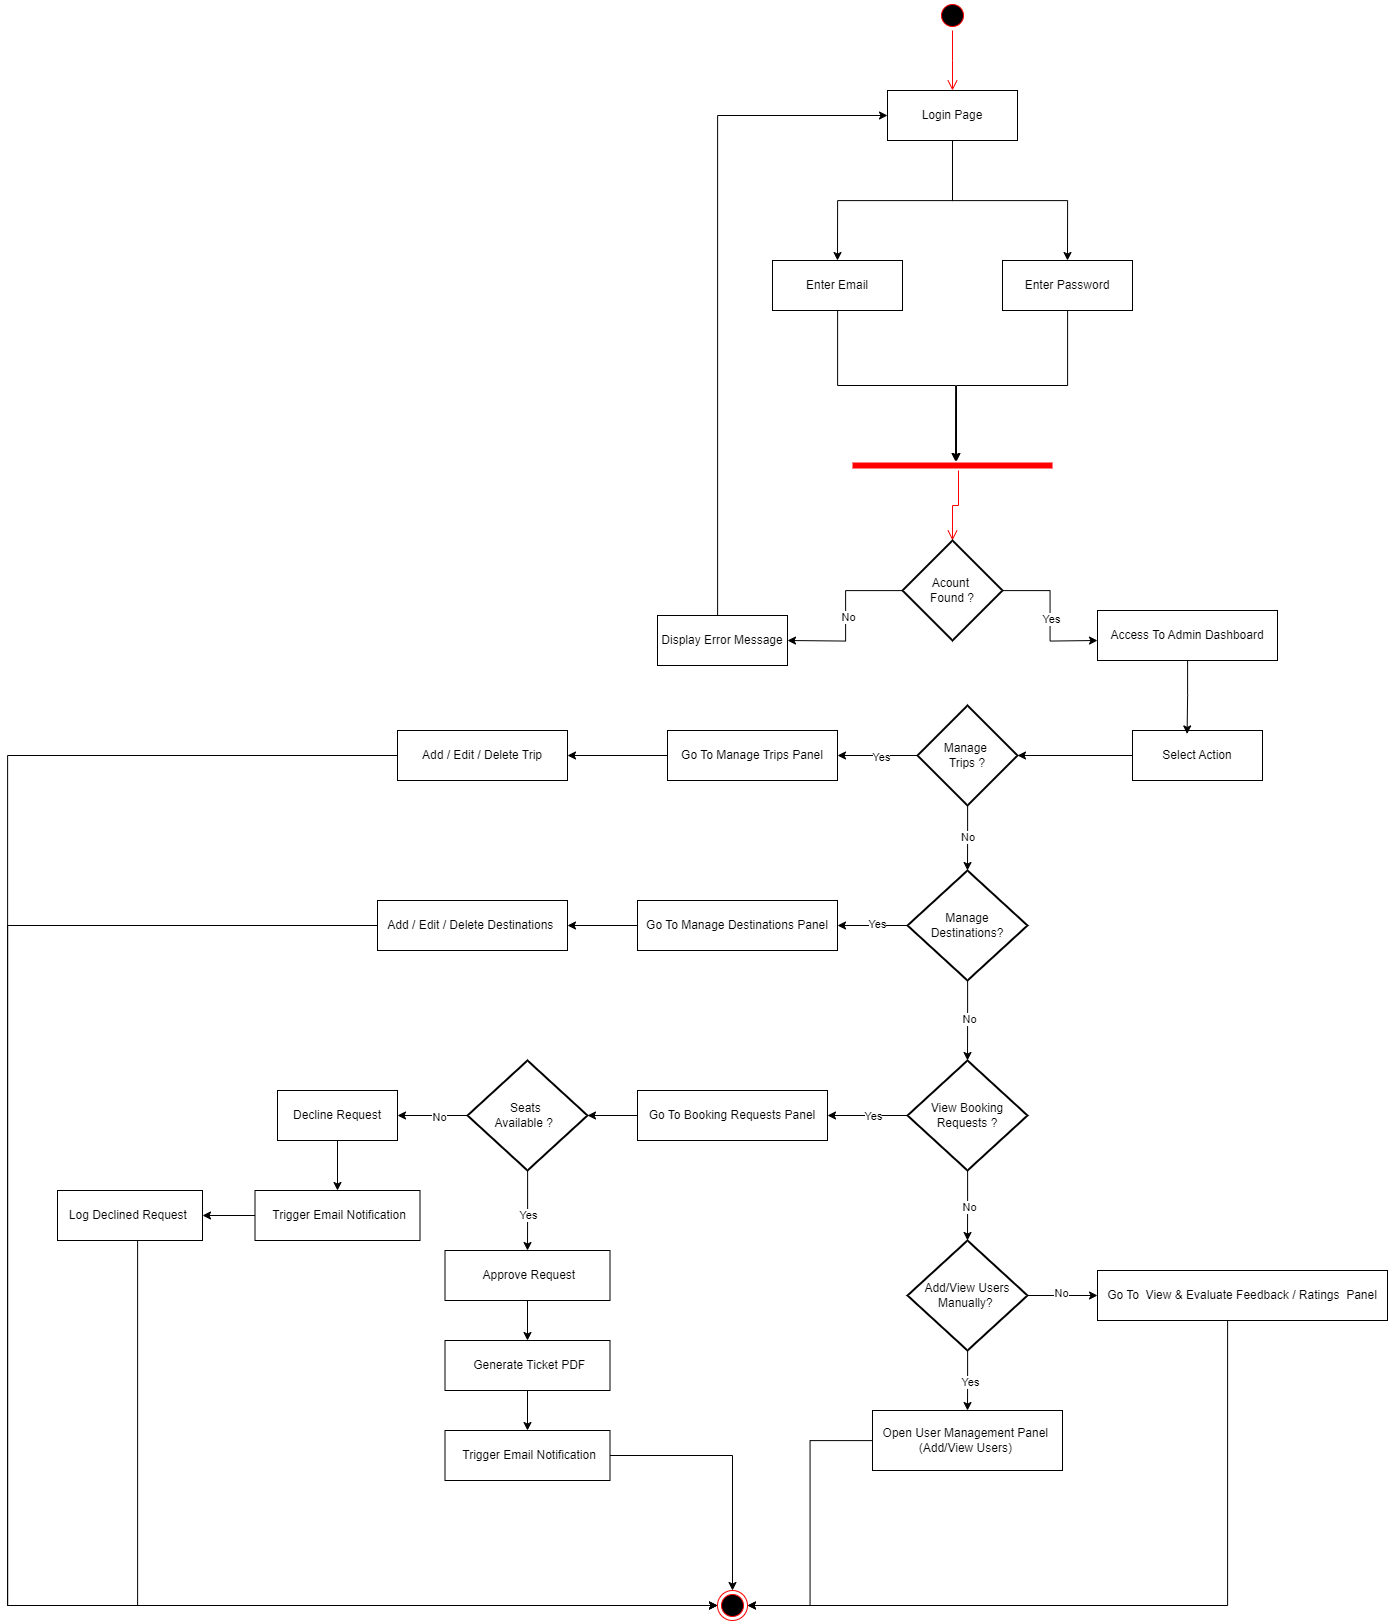 Login Page
Enter Email
Enter Password
Acount
Found ?
No
Yes
Display Error Message
Access To Admin Dashboard
Add / Edit / Delete Trip
Go To Manage Trips Panel
Yes
Manage
Trips ?
Select Action
No
Add / Edit / Delete Destinations
Go To Manage Destinations Panel
Yes
Manage
Destinations?
No
Decline Request
No
Seats
Available ?
Go To Booking Requests Panel
Yes
View Booking
Requests ?
Log Declined Request
Trigger Email Notification
Yes
No
Approve Request
Add/View Users
Manually?
No
Go To  View & Evaluate Feedback / Ratings  Panel
Generate Ticket PDF
Yes
Open User Management Panel
(Add/View Users)
Trigger Email Notification